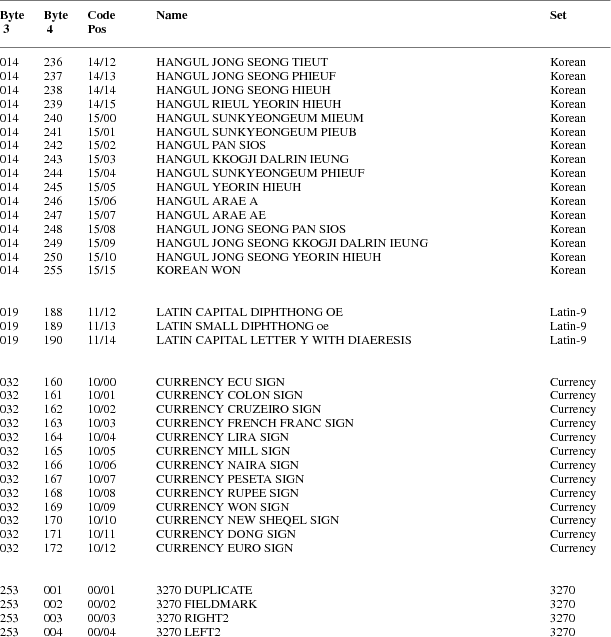 Byte Byte Code Name Set
3 4 Pos
014 236 14/12 HANGUL JONG SEONG TIEUT Korean
014 237 14/13 HANGUL JONG SEONG PHIEUF Korean
014 238 14/14 HANGUL JONG SEONG HIEUH Korean
014 239 14/15 HANGUL RIEUL YEORIN HIEUH Korean
014 240 15/00 HANGUL SUNKYEONGEUM MIEUM Korean
014 241 15/01 HANGUL SUNKYEONGEUM PIEUB Korean
014 242 15/02 HANGUL PAN SIOS Korean
014 243 15/03 HANGUL KKOGJI DALRIN IEUNG Korean
014 244 15/04 HANGUL SUNKYEONGEUM PHIEUF Korean
014 245 15/05 HANGUL YEORIN HIEUH Korean
014 246 15/06 HANGUL ARAE A Korean
014 247 15/07 HANGUL ARAE AE Korean
014 248 15/08 HANGUL JONG SEONG PAN SIOS Korean
014 249 15/09 HANGUL JONG SEONG KKOGJI DALRIN IEUNG Korean
014 250 15/10 HANGUL JONG SEONG YEORIN HIEUH Korean
014 255 15/15 KOREAN WON Korean
019 188 11/12 LATIN CAPITAL DIPHTHONG OE Latin-9
019 189 11/13 LATIN SMALL DIPHTHONG oe Latin-9
019 190 11/14 LATIN CAPITAL LETTER Y WITH DIAERESIS Latin-9
032 160 10/00 CURRENCY ECU SIGN Currency
032 161 10/01 CURRENCY COLON SIGN Currency
032 162 10/02 CURRENCY CRUZEIRO SIGN Currency
032 163 10/03 CURRENCY FRENCH FRANC SIGN Currency
032 164 10/04 CURRENCY LIRA SIGN Currency
032 165 10/05 CURRENCY MILL SIGN Currency
032 166 10/06 CURRENCY NAIRA SIGN Currency
032 167 10/07 CURRENCY PESETA SIGN Currency
032 168 10/08 CURRENCY RUPEE SIGN Currency
032 169 10/09 CURRENCY WON SIGN Currency
032 170 10/10 CURRENCY NEW SHEQEL SIGN Currency
032 171 10/11 CURRENCY DONG SIGN Currency
032 172 10/12 CURRENCY EURO SIGN Currency
253 001 00/01 3270 DUPLICATE 3270
253 002 00/02 3270 FIELDMARK 3270
253 003 00/03 3270 RIGHT2 3270
253 004 00/04 3270 LEFT2 3270